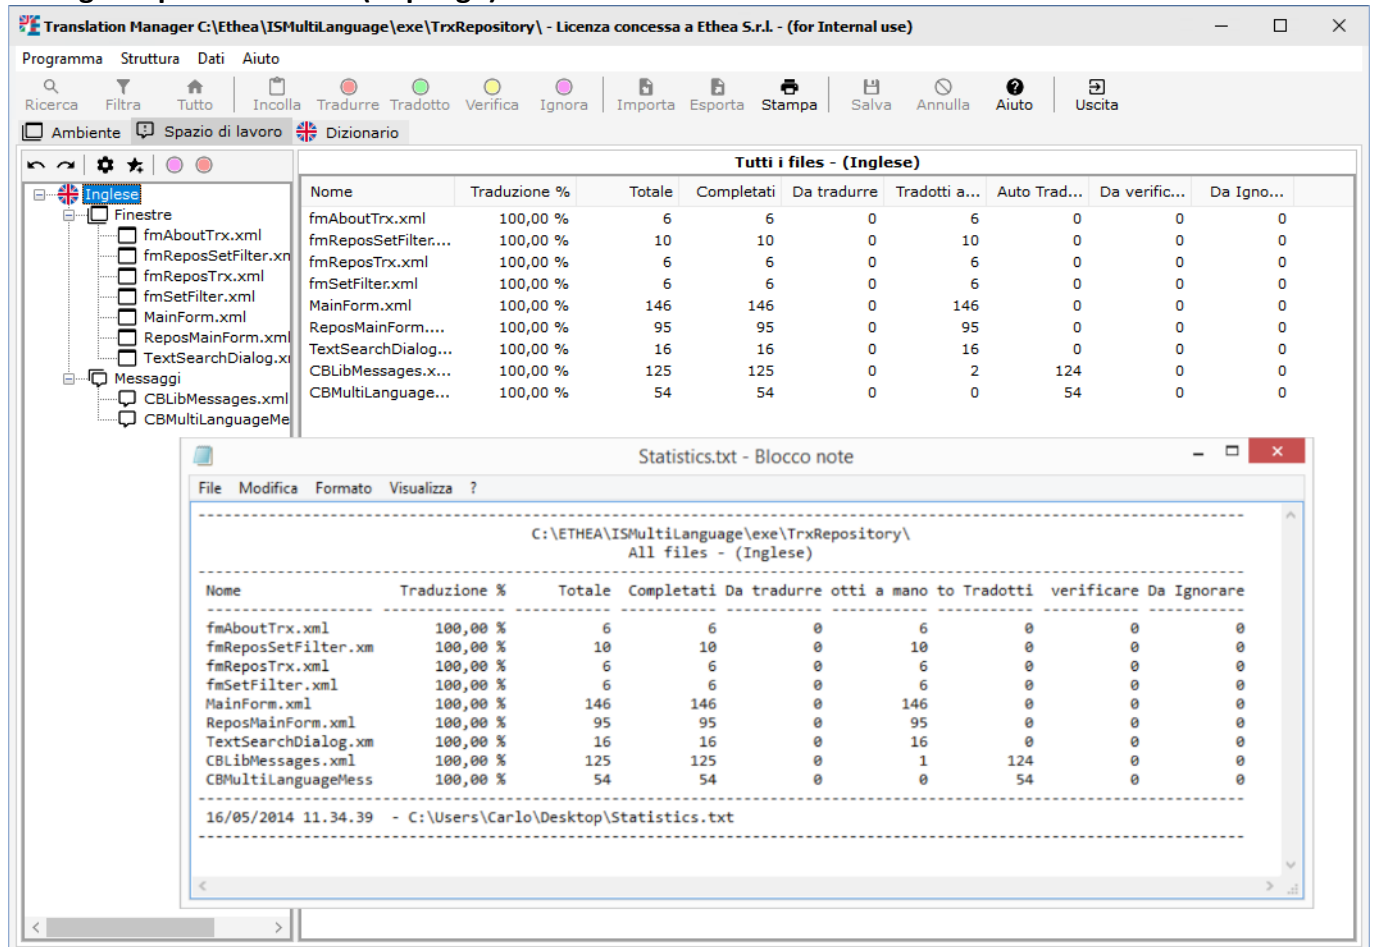 Translation Manager C:\Ethea\ISMultiLanguage\exe\TrxRepository\ - Licenza concessa a Ethea S.r.l. - (for Internal use)
Programma Struttura Dati Aiuto
Ricerca Filtra Tutto Incolla Tradurre Tradotto Verifica Ignora Importa Esporta Stampa Salva Annulla Aiuto Uscita
Ambiente Spazio di lavoro Dizionario
Tutti i files - (Inglese)
Nome Traduzione % Totale Completati Da tradurre Tradotti a... Auto Trad... Da verific... Da Igno...
fmAboutTrx.xml 100,00 % 6 6 0 6 0 0 0
fmReposSetFilter.... 100,00 % 10 10 0 10 0 0 0
fmReposTrx.xml 100,00 % 6 6 0 6 0 0 0
fmSetFilter.xml 100,00 % 6 6 0 6 0 0 0
MainForm.xml 100,00 % 146 146 0 146 0 0 0
ReposMainForm.... 100,00 % 95 95 0 95 0 0 0
TextSearchDialog... 100,00 % 16 16 0 16 0 0 0
CBLibMessages.x... 100,00 % 125 125 0 2 124 0 0
CBMultiLanguage... 100,00 % 54 54 0 0 54 0 0
Inglese
Finestre
fmAboutTrx.xml
fmReposSetFilter.xm
fmReposTrx.xml
fmSetFilter.xml
MainForm.xml
ReposMainForm.xml
TextSearchDialog.x
Messaggi
CBLibMessages.xml
CBMultiLanguageMe
Statistics.txt - Blocco note
File Modifica Formato Visualizza ?
C:\ETHEA\ISMultiLanguage\exe\TrxRepository\
All files - (Inglese)
Nome Traduzione % Totale Completati Da tradurre otti a mano to Tradotti verificare Da Ignorare
fmAboutTrx.xml 100,00 % 6 6 0 6 0 0 0
fmReposSetFilter.xm 100,00 % 10 10 0 10 0 0 0
fmReposTrx.xml 100,00 % 6 6 0 6 0 0 0
fmSetFilter.xml 100,00 % 6 6 0 6 0 0 0
MainForm.xml 100,00 % 146 146 0 146 0 0 0
ReposMainForm.xml 100,00 % 95 95 0 95 0 0 0
TextSearchDialog.xm 100,00 % 16 16 0 16 0 0 0
CBLibMessages.xml 100,00 % 125 125 0 1 124 0 0
CBMultiLanguageMess 100,00 % 54 54 0 0 54 0 0
16/05/2014 11.34.39 - C:\Users\Carlo\Desktop\Statistics.txt